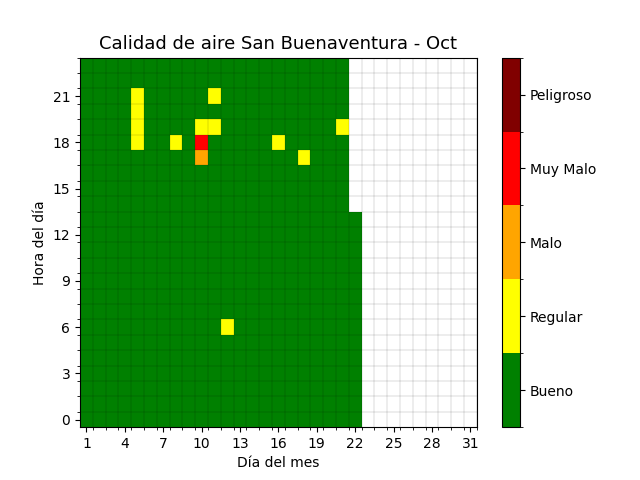 Calidad de aire San Buenaventura - Oct
Hora del día
21
18
15
12
9
6
3
0
1 4 7 10 13 16 19 22 25 28 31
Día del mes
Peligroso
Muy Malo
Malo
Regular
Bueno